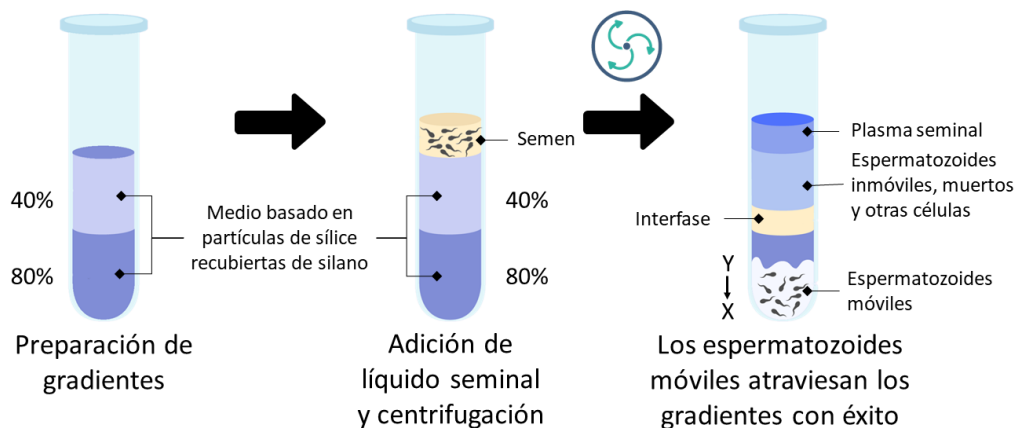 40%
80%
Preparación de
gradientes
Medio basado en
partículas de sílice
recubiertas de silano
Semen
40%
80%
Adición de
líquido seminal
y centrifugación
Plasma seminal
Espermatozoides
inmóviles, muertos
y otras células
Interfase
Y
X
Espermatozoides
móviles
Los espermatozoides
móviles atraviesan los
gradientes con éxito